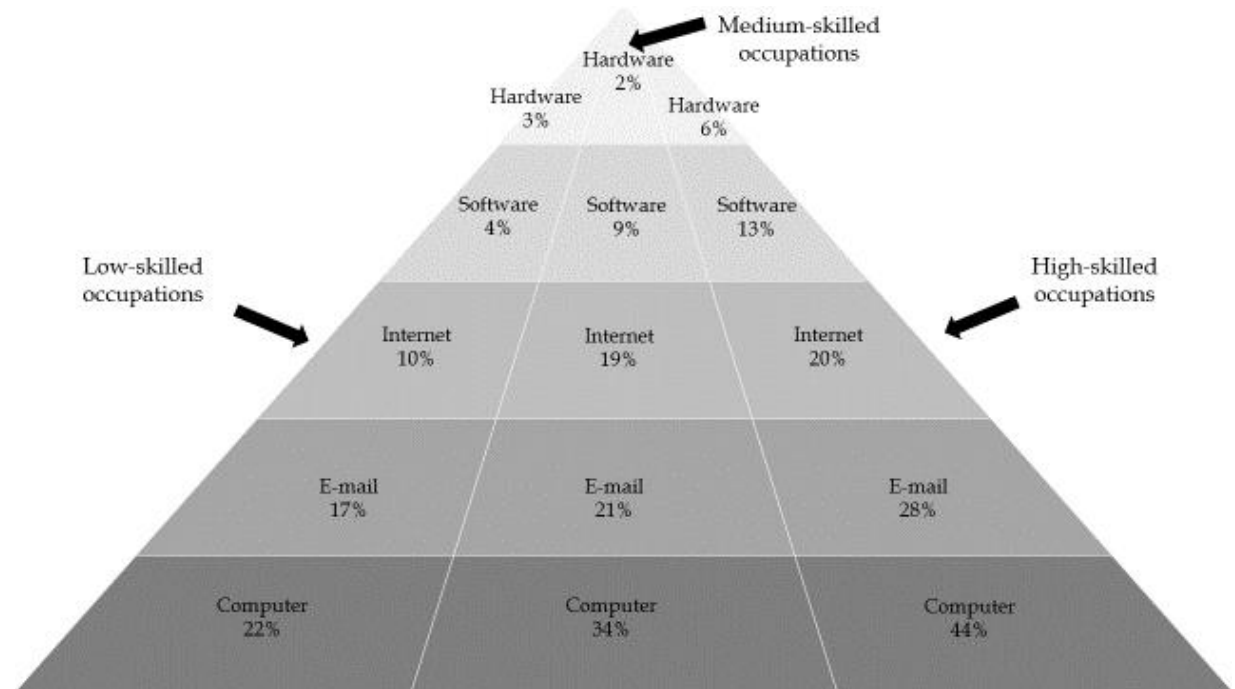 Medium-skilled
occupations
Hardware
2%
Hardware
3%
Hardware
6%
Software
4%
Software
9%
Software
13%
Low-skilled
occupations
High-skilled
occupations
Internet
10%
Internet
19%
Internet
20%
E-mail
17%
E-mail
21%
E-mail
28%
Computer
22%
Computer
34%
Computer
44%